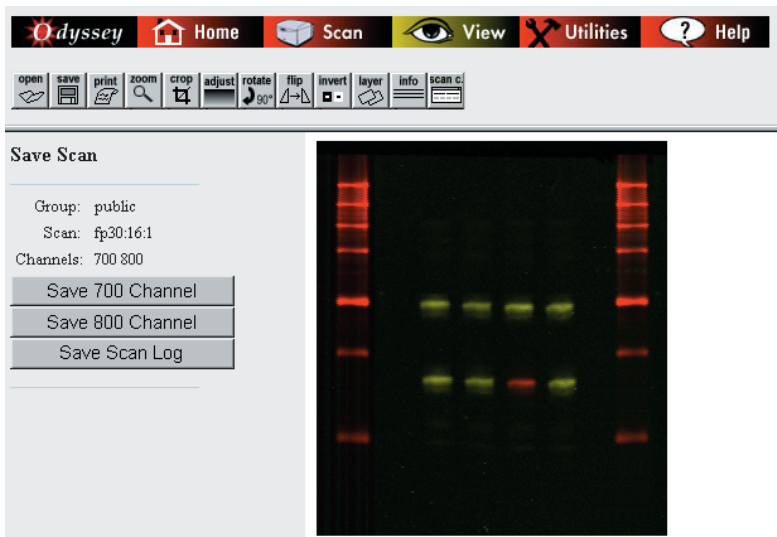 Odyssey Home Scan View Utilities Help
open save print zoom crop adjust rotate flip invert layer info scan c.
90°
Save Scan
Group: public
Scan: fp30:16:1
Channels: 700 800
Save 700 Channel
Save 800 Channel
Save Scan Log